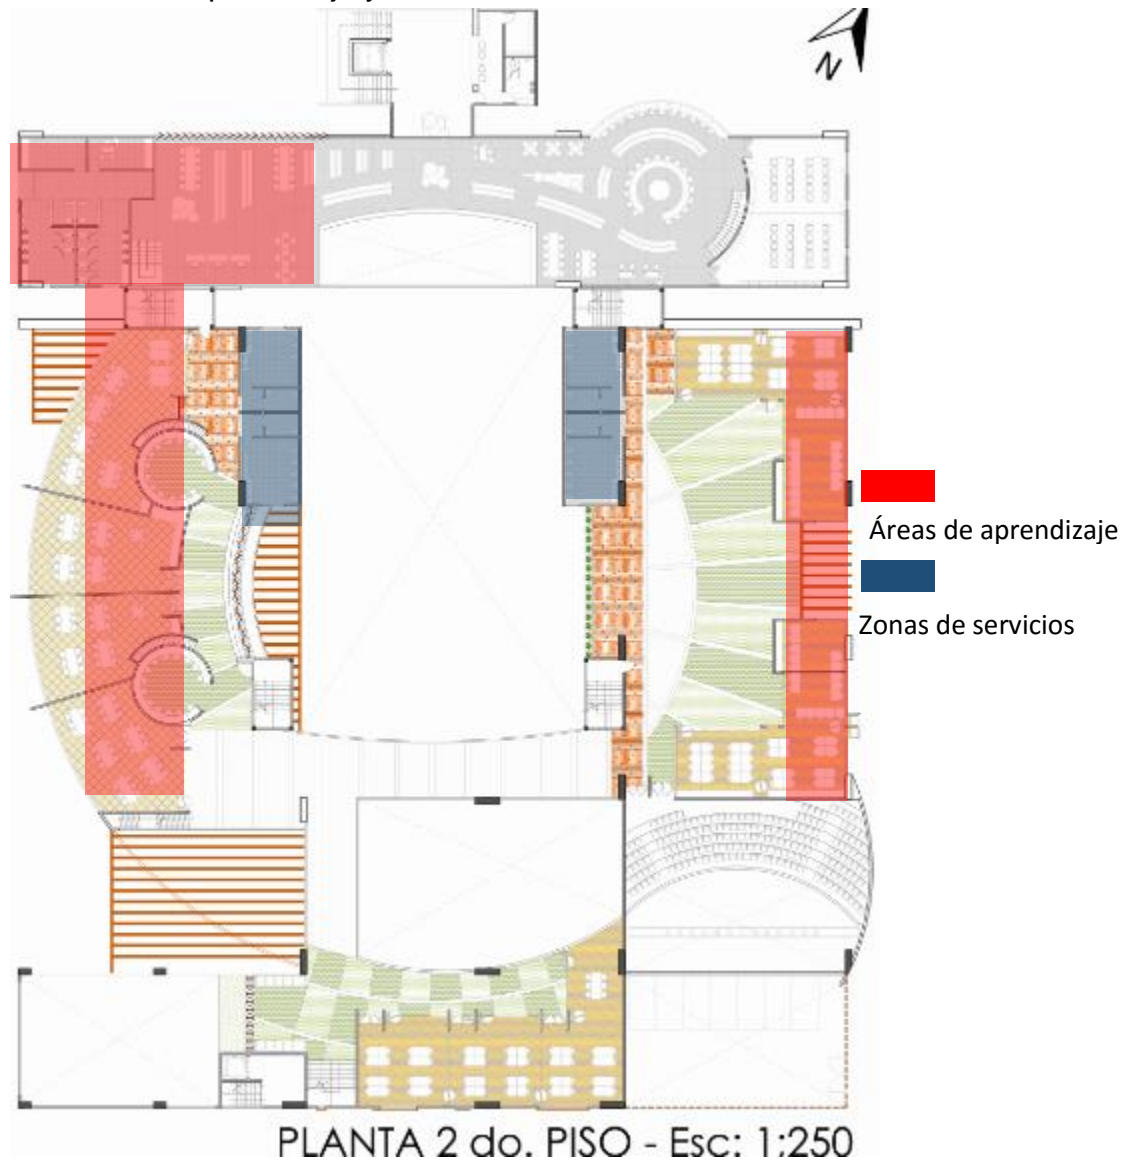 N
Áreas de aprendizaje
Zonas de servicios
PLANTA 2 do. PISO - Esc: 1:250